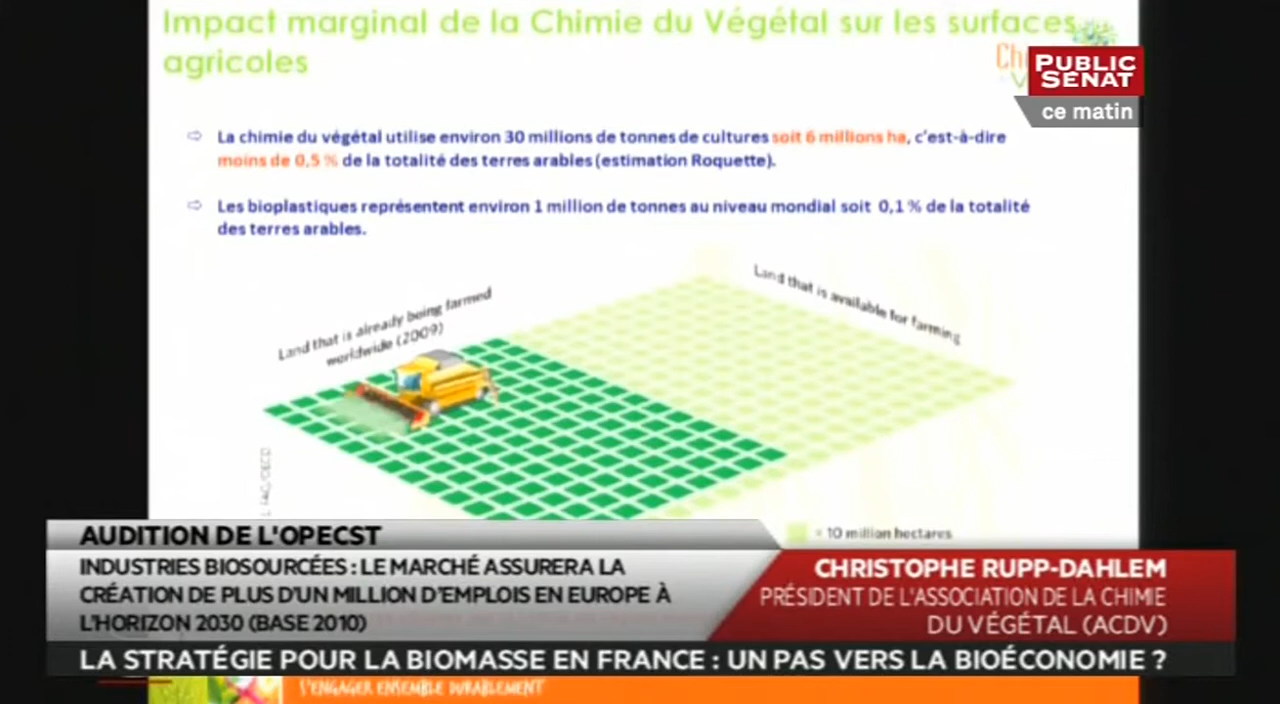 Impact marginal de la Chimie du Végétal sur les surfaces
agricoles
PUBLIC
SÉNAT
ce matin
La chimie du végétal utilise environ 30 millions de tonnes de cultures soit 6 millions ha, c'est-à-dire
moins de 0,5 % de la totalité des terres arables (estimation Roquette).
Les bioplastiques représentent environ 1 million de tonnes au niveau mondial soit 0,1 % de la totalité
des terres arables.
Land that is already being farmed
worldwide (2009)
Land that is available for farming
= 10 million hectares
AUDITION DE L'OPECST
INDUSTRIES BIOSOURCÉES : LE MARCHÉ ASSURERA LA
CRÉATION DE PLUS D'UN MILLION D'EMPLOIS EN EUROPE À
L'HORIZON 2030 (BASE 2010)
CHRISTOPHE RUPP-DAHLEM
PRÉSIDENT DE L'ASSOCIATION DE LA CHIMIE
DU VÉGÉTAL (ACDV)
LA STRATÉGIE POUR LA BIOMASSE EN FRANCE : UN PAS VERS LA BIOÉCONOMIE ?
S'ENGAGER ENSEMBLE DURABLEMENT